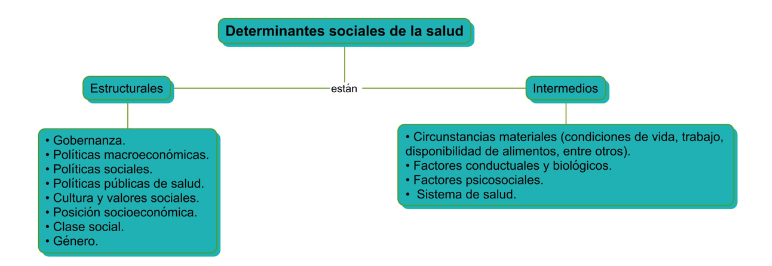 Determinantes sociales de la salud
Estructurales
están
Intermedios
• Gobernanza.
• Políticas macroeconómicas.
• Políticas sociales.
• Políticas públicas de salud.
• Cultura y valores sociales.
• Posición socioeconómica.
• Clase social.
• Género.
• Circunstancias materiales (condiciones de vida, trabajo,
disponibilidad de alimentos, entre otros).
• Factores conductuales y biológicos.
• Factores psicosociales.
• Sistema de salud.